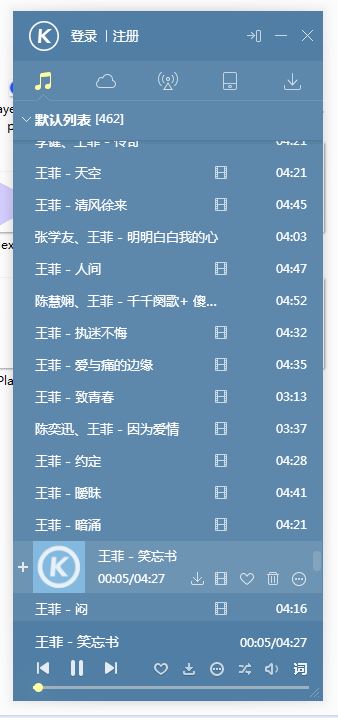 K 登录 | 注册
默认列表 [462]
李健、王菲 - 传奇 04:21
王菲 - 天空 04:21
王菲 - 清风徐来 04:45
张学友、王菲 - 明明白白我的心 04:03
王菲 - 人间 04:47
陈慧娴、王菲 - 千千阕歌+ 傻... 04:52
王菲 - 执迷不悔 04:32
王菲 - 爱与痛的边缘 04:35
王菲 - 致青春 03:13
陈奕迅、王菲 - 因为爱情 03:37
王菲 - 约定 04:28
王菲 - 暧昧 04:41
王菲 - 暗涌 04:21
K 王菲 - 笑忘书
00:05/04:27
王菲 - 闷 04:16
王菲 - 笑忘书 00:05/04:27
词